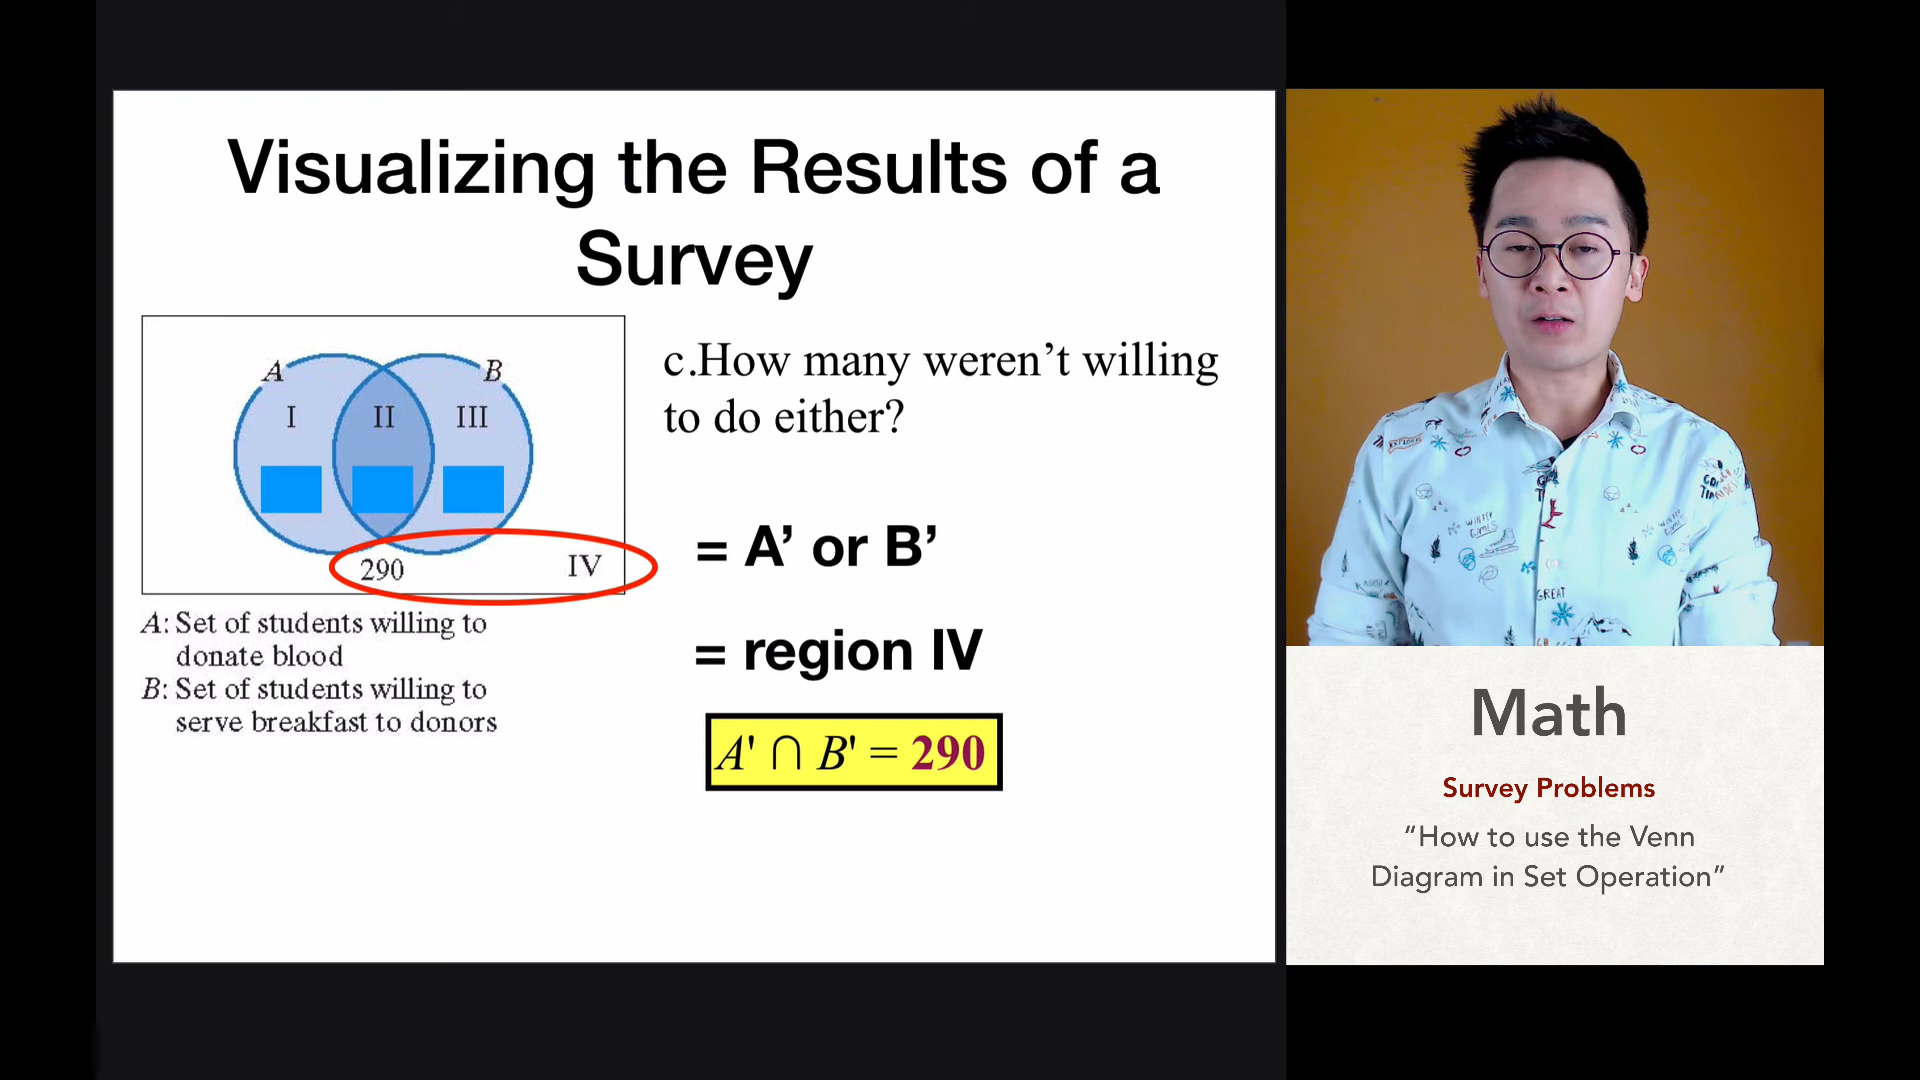 Visualizing the Results of a
Survey
A
B
I
II
III
290
IV
A: Set of students willing to
donate blood
B: Set of students willing to
serve breakfast to donors
c.How many weren’t willing
to do either?
= A’ or B’
= region IV
A' ∩ B' = 290
GREAT
Math
Survey Problems
“How to use the Venn
Diagram in Set Operation”